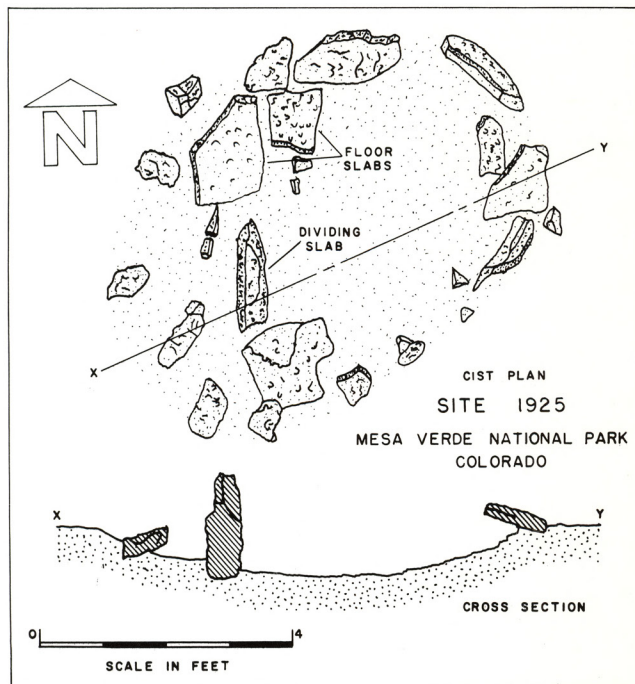 N
FLOOR
SLABS
Y
DIVIDING
SLAB
X
CIST PLAN
SITE 1925
MESA VERDE NATIONAL PARK
COLORADO
X
Y
CROSS SECTION
0 4
SCALE IN FEET